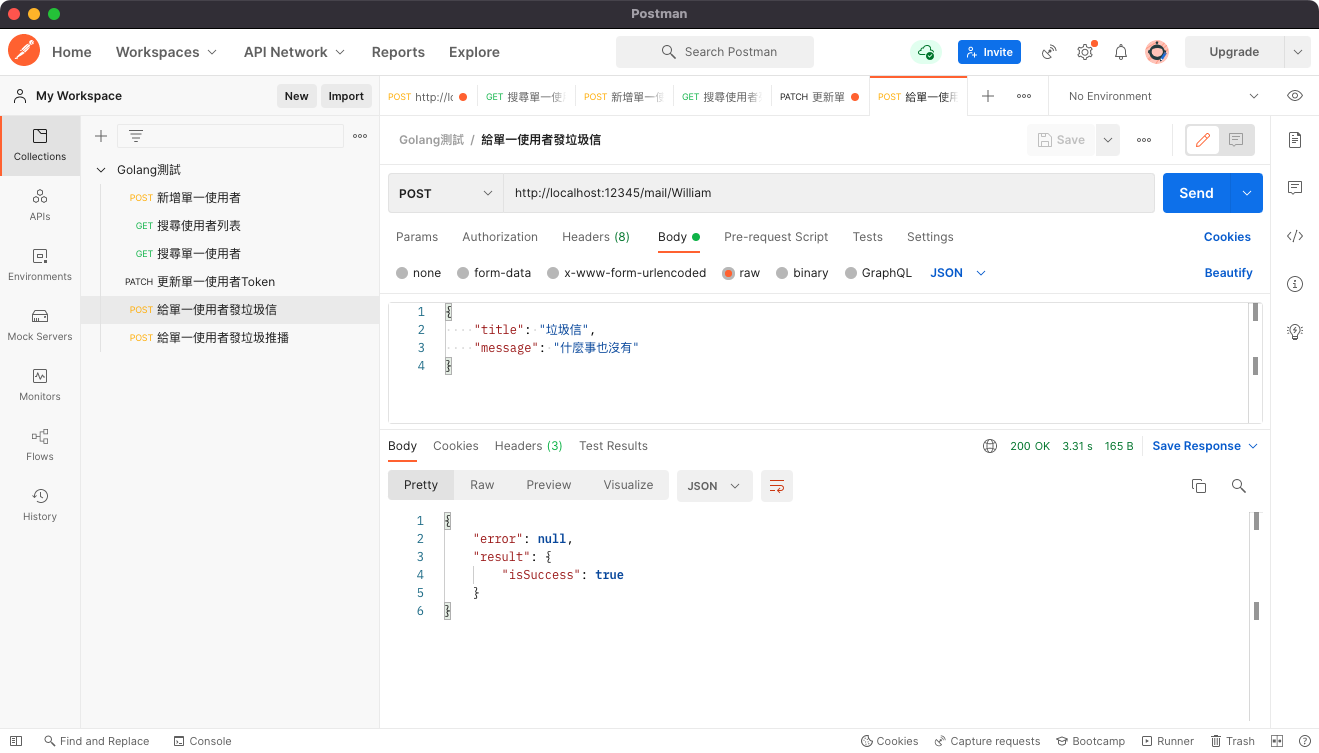 Postman
Home Workspaces API Network Reports Explore Search Postman Invite Upgrade
My Workspace New Import
POST http://lo GET 搜尋單一使 POST 新增單一使 GET 搜尋使用者 PATCH 更新單 POST 給單一使用 No Environment
Golang測試 / 給單一使用者發垃圾信 Save
Collections
APIs
Environments
Mock Servers
Monitors
Flows
History
Golang測試
POST 新增單一使用者
GET 搜尋使用者列表
GET 搜尋單一使用者
PATCH 更新單一使用者Token
POST 給單一使用者發垃圾信
POST 給單一使用者發垃圾推播
POST http://localhost:12345/mail/William Send
Params Authorization Headers (8) Body Pre-request Script Tests Settings Cookies
none form-data x-www-form-urlencoded raw binary GraphQL JSON Beautify
1 {
2 "title": "垃圾信",
3 "message": "什麼事也沒有"
4 }
Body Cookies Headers (3) Test Results 200 OK 3.31 s 165 B Save Response
Pretty Raw Preview Visualize JSON
1 {
2 "error": null,
3 "result": {
4 "isSuccess": true
5 }
6 }
Find and Replace Console Cookies Capture requests Bootcamp Runner Trash